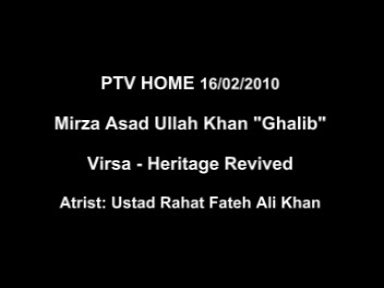 PTV HOME 16/02/2010
Mirza Asad Ullah Khan "Ghalib"
Virsa - Heritage Revived
Atrist: Ustad Rahat Fateh Ali Khan